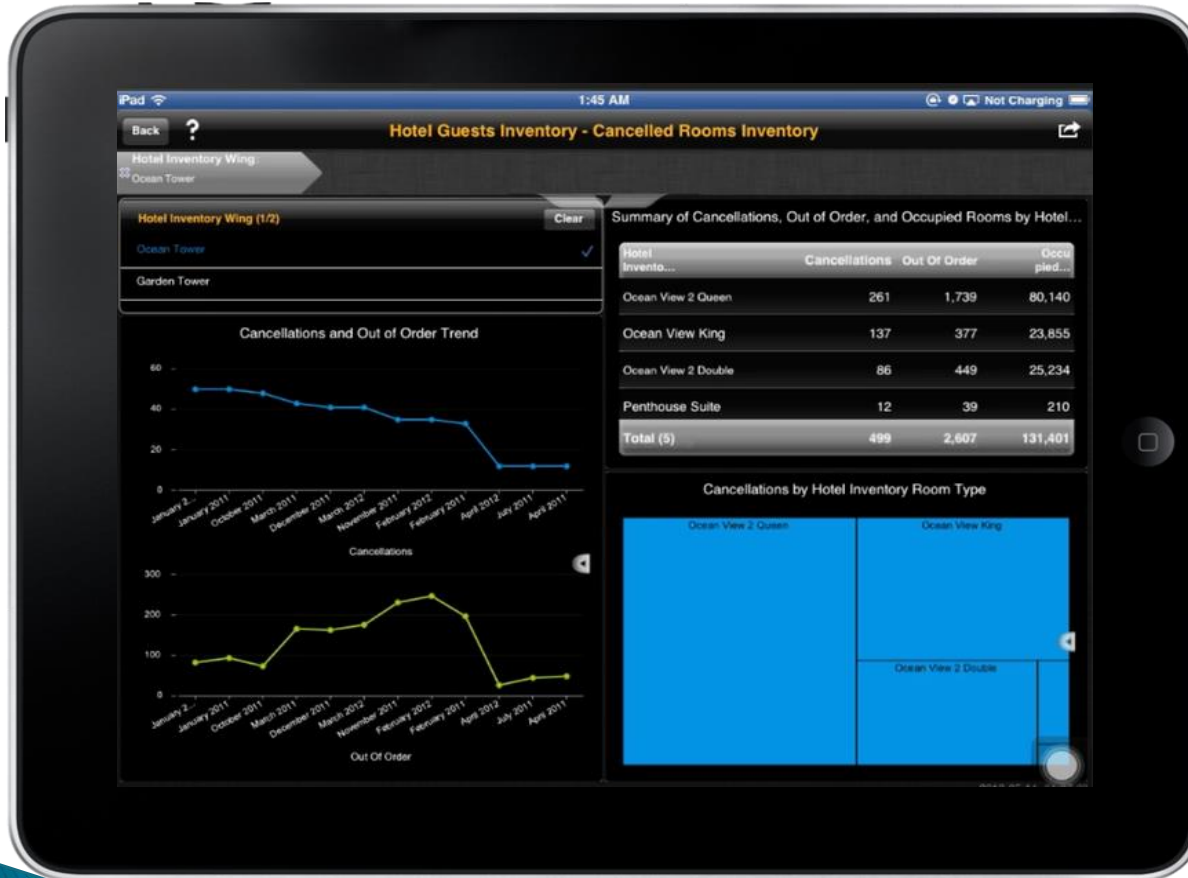 iPad 1:45 AM Not Charging
Back ? Hotel Guests Inventory - Cancelled Rooms Inventory
Hotel Inventory Wing:
Ocean Tower
Hotel Inventory Wing (1/2) Clear
Ocean Tower
Garden Tower
Cancellations and Out of Order Trend
60
40
20
0
January 2... January 2011 October 2011 March 2011 December 2011 March 2012 November 2011 February 2012 February 2011 April 2012 July 2011 April 2011
Cancellations
300
200
100
0
January 2... January 2011 October 2011 March 2011 December 2011 March 2012 November 2011 February 2012 February 2011 April 2012 July 2011 April 2011
Out Of Order
Summary of Cancellations, Out of Order, and Occupied Rooms by Hotel...
Hotel Invento... Cancellations Out Of Order Occu pied...
Ocean View 2 Queen 261 1,739 80,140
Ocean View King 137 377 23,855
Ocean View 2 Double 86 449 25,234
Penthouse Suite 12 39 210
Total (5) 499 2,607 131,401
Cancellations by Hotel Inventory Room Type
Ocean View 2 Queen Ocean View King
Ocean View 2 Double